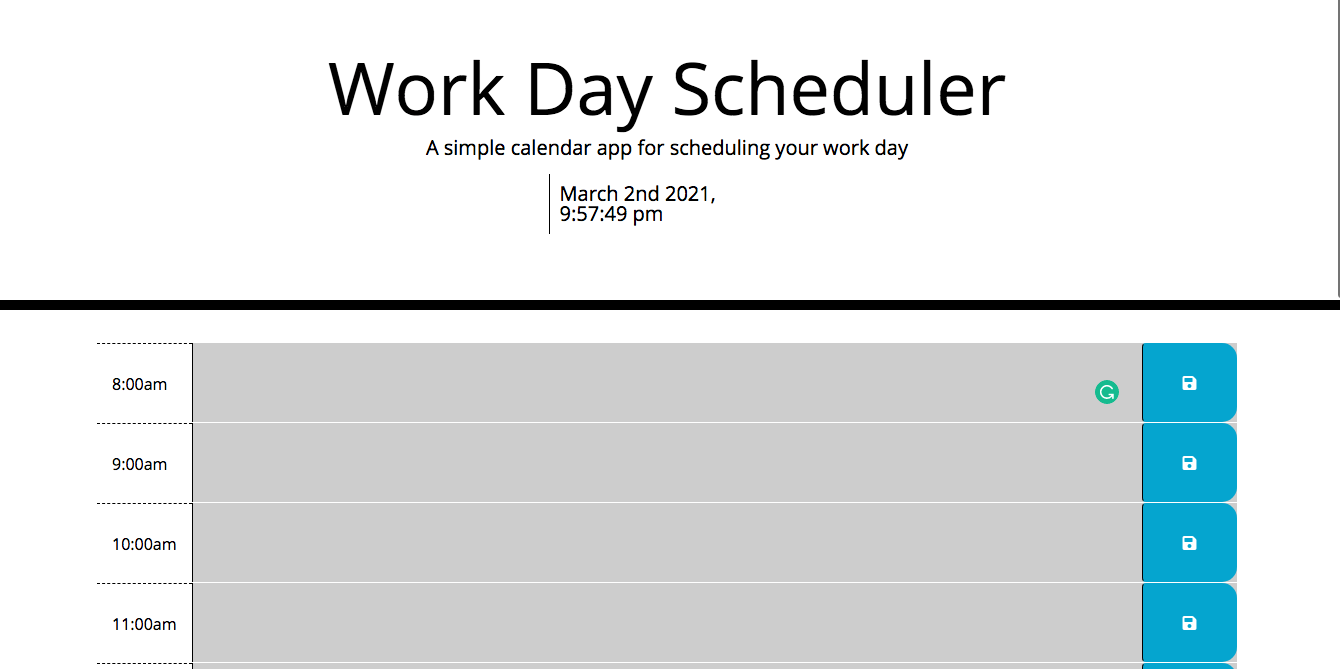 Work Day Scheduler
A simple calendar app for scheduling your work day
March 2nd 2021,
9:57:49 pm
8:00am
9:00am
10:00am
11:00am